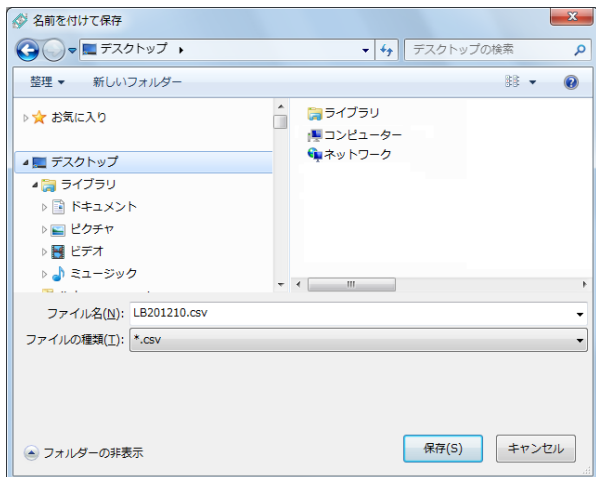 名前を付けて保存
デスクトップ
デスクトップの検索
整理
新しいフォルダー
お気に入り
デスクトップ
ライブラリ
ドキュメント
ピクチャ
ビデオ
ミュージック
ライブラリ
コンピューター
ネットワーク
ファイル名(N): LB201210.csv
ファイルの種類(T): *.csv
フォルダーの非表示
保存(S)
キャンセル